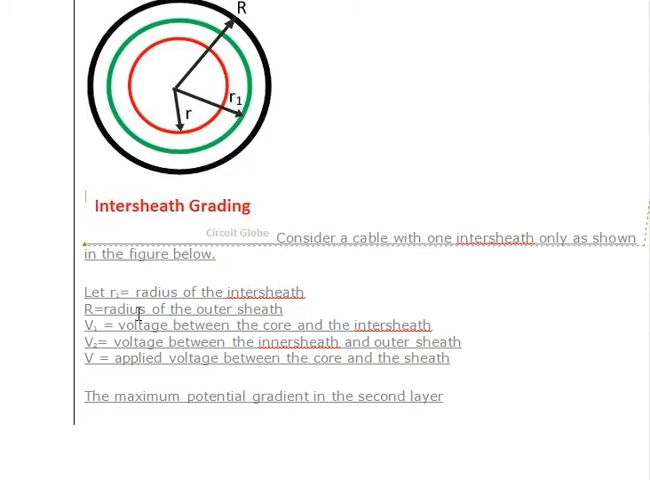 R
r₁
r
Intersheath Grading
Circuit Globe
Consider a cable with one intersheath only as shown
in the figure below.
Let r₁= radius of the intersheath
R=radius of the outer sheath
V₁ = voltage between the core and the intersheath
V₂= voltage between the innersheath and outer sheath
V = applied voltage between the core and the sheath
The maximum potential gradient in the second layer